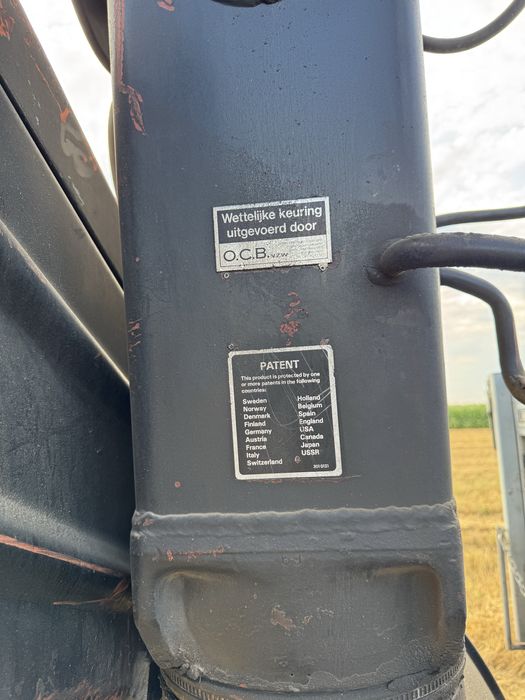 Wettelijke keuring
uitgevoerd door
O.C.B. vzw
PATENT
This product is protected by one
or more patents in the following
countries:
Sweden Holland
Norway Belgium
Denmark Spain
Finland England
Germany USA
Austria Canada
France Japan
Italy USSR
Switzerland